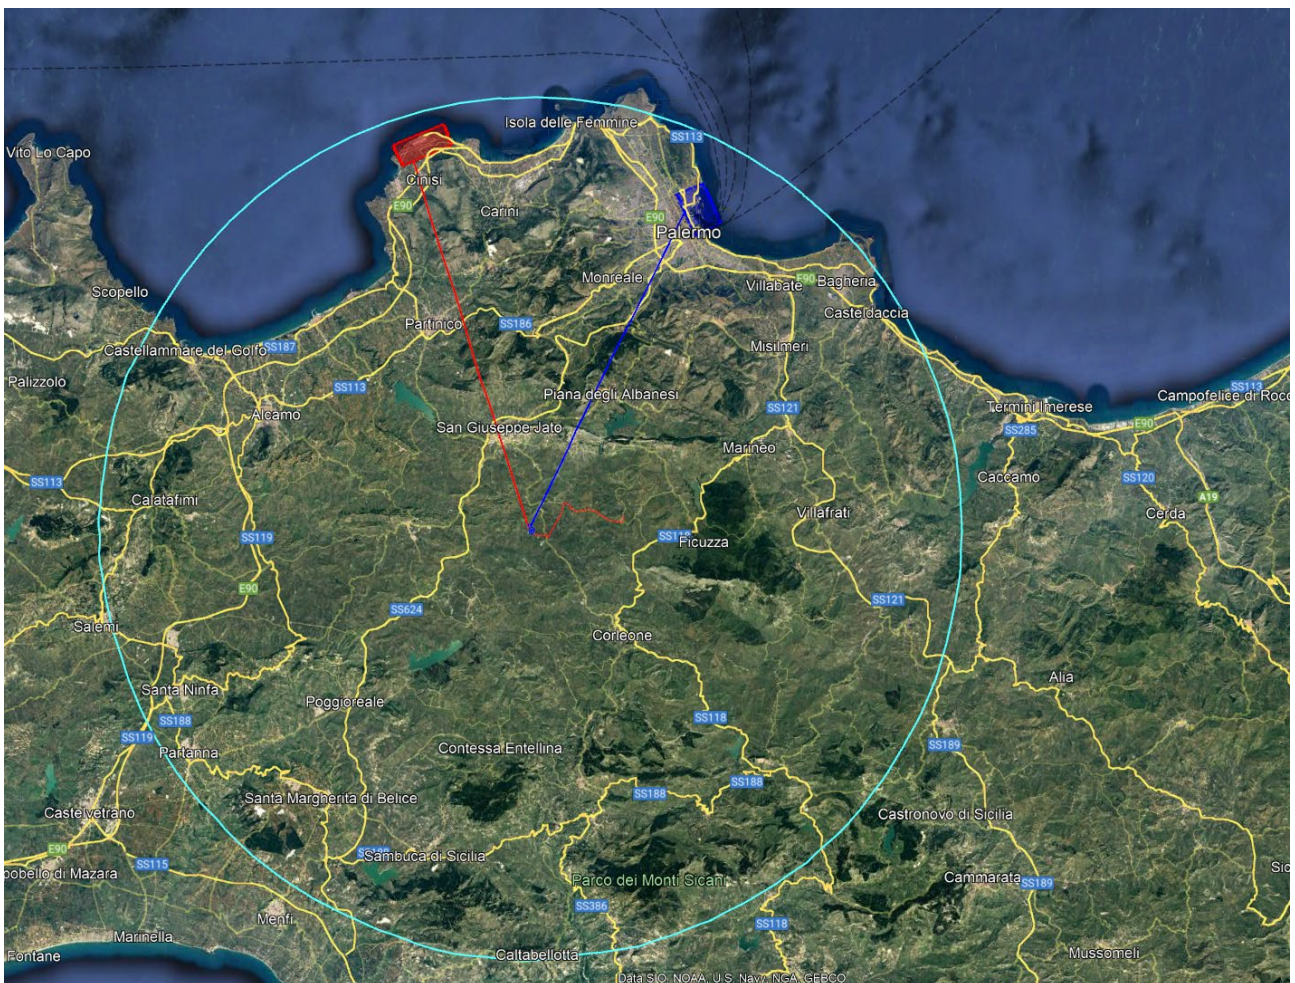 Isola delle Femmine
SS113
Vito Lo Capo
Cinisi
E90
Carini
E90
Palermo
Monreale
E90
Villabate
Bagheria
Scopello
Casteldaccia
Partinico
SS186
SS187
Castellammare del Golfo
Misilmeri
Palizzolo
SS113
Piana degli Albanesi
SS113
Campofelice di Rocc
Alcamo
SS121
Termini Imerese
San Giuseppe Jato
SS285
E90
Marineo
SS113
Caccamo
SS120
Calatafimi
A19
Villafrati
Cerda
SS119
SS118
Ficuzza
E90
SS121
SS624
Salemi
Corleone
Alia
Santa Ninfa
Poggioreale
SS188
SS118
SS119
SS189
Partanna
Contessa Entellina
SS188
SS188
Santa Margherita di Belice
Castelvetrano
Castronovo di Sicilia
E90
SS188
Sambuca di Sicilia
SS115
Sic
obello di Mazara
Parco dei Monti Sicani
Cammarata
SS189
SS386
Menfi
SS118
Marinella
Fontane
Caltabellotta
Mussomeli
Data SIO, NOAA, U.S. Navy, NGA, GEBCO